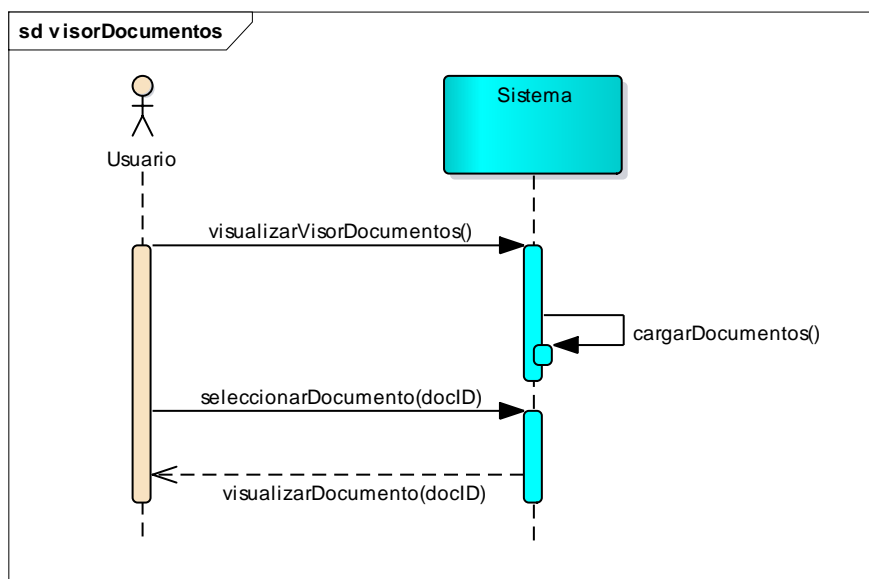 sd visorDocumentos
Sistema
Usuario
visualizarVisorDocumentos()
cargarDocumentos()
seleccionarDocumento(docID)
visualizarDocumento(docID)